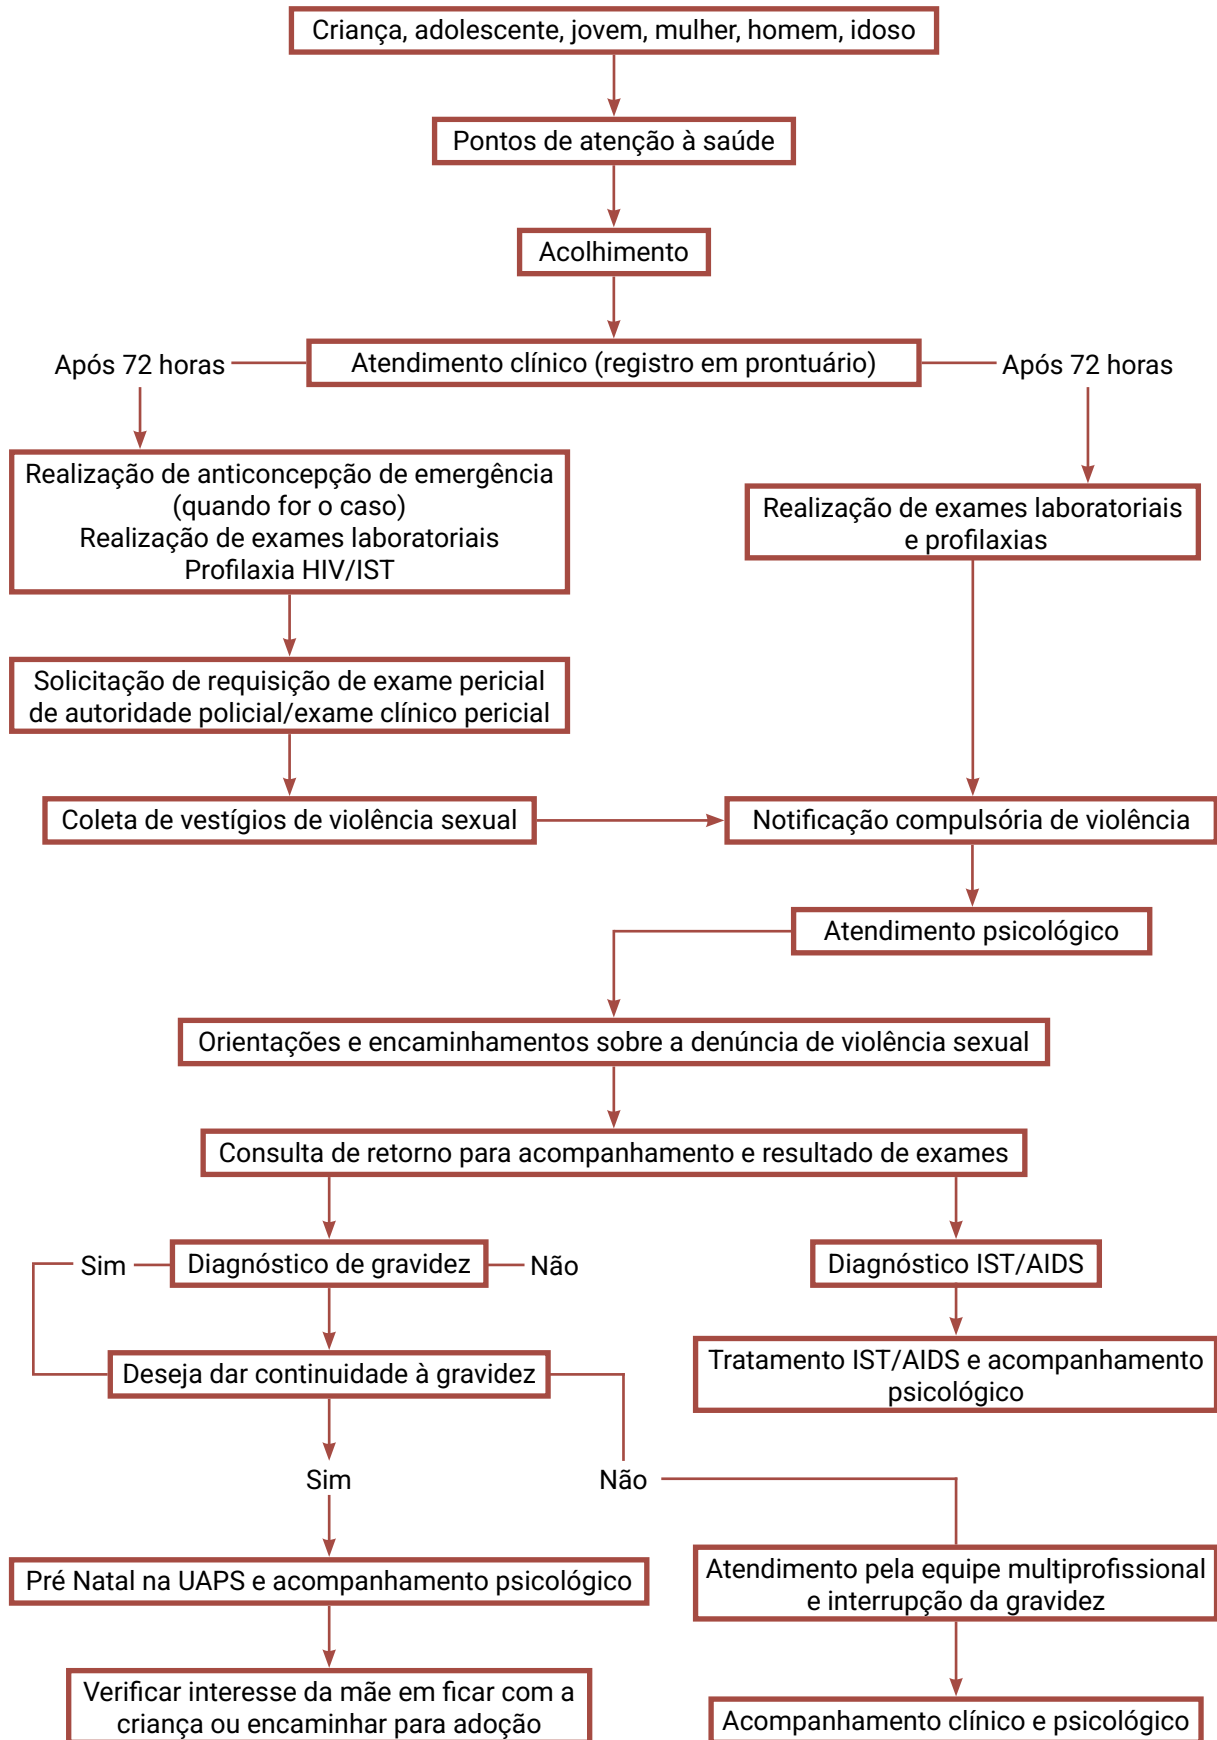 Criança, adolescente, jovem, mulher, homem, idoso
Pontos de atenção à saúde
Acolhimento
Após 72 horas
Atendimento clínico (registro em prontuário)
Após 72 horas
Realização de anticoncepção de emergência
(quando for o caso)
Realização de exames laboratoriais
Profilaxia HIV/IST
Realização de exames laboratoriais
e profilaxias
Solicitação de requisição de exame pericial
de autoridade policial/exame clínico pericial
Coleta de vestígios de violência sexual
Notificação compulsória de violência
Atendimento psicológico
Orientações e encaminhamentos sobre a denúncia de violência sexual
Consulta de retorno para acompanhamento e resultado de exames
Sim
Diagnóstico de gravidez
Não
Diagnóstico IST/AIDS
Deseja dar continuidade à gravidez
Tratamento IST/AIDS e acompanhamento
psicológico
Sim
Não
Pré Natal na UAPS e acompanhamento psicológico
Atendimento pela equipe multiprofissional
e interrupção da gravidez
Verificar interesse da mãe em ficar com a
criança ou encaminhar para adoção
Acompanhamento clínico e psicológico